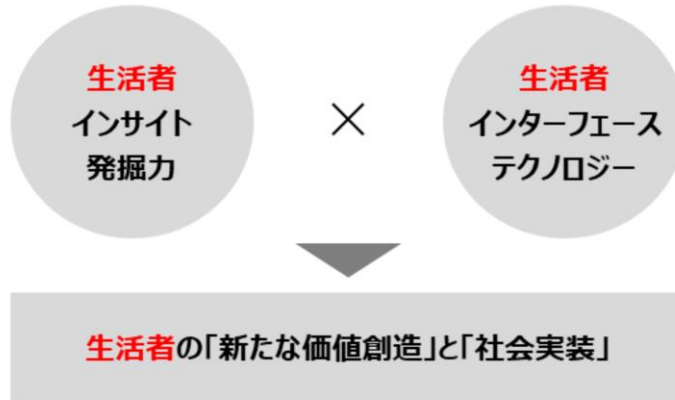 生活者
インサイト
発掘力
×
生活者
インターフェース
テクノロジー
生活者の「新たな価値創造」と「社会実装」